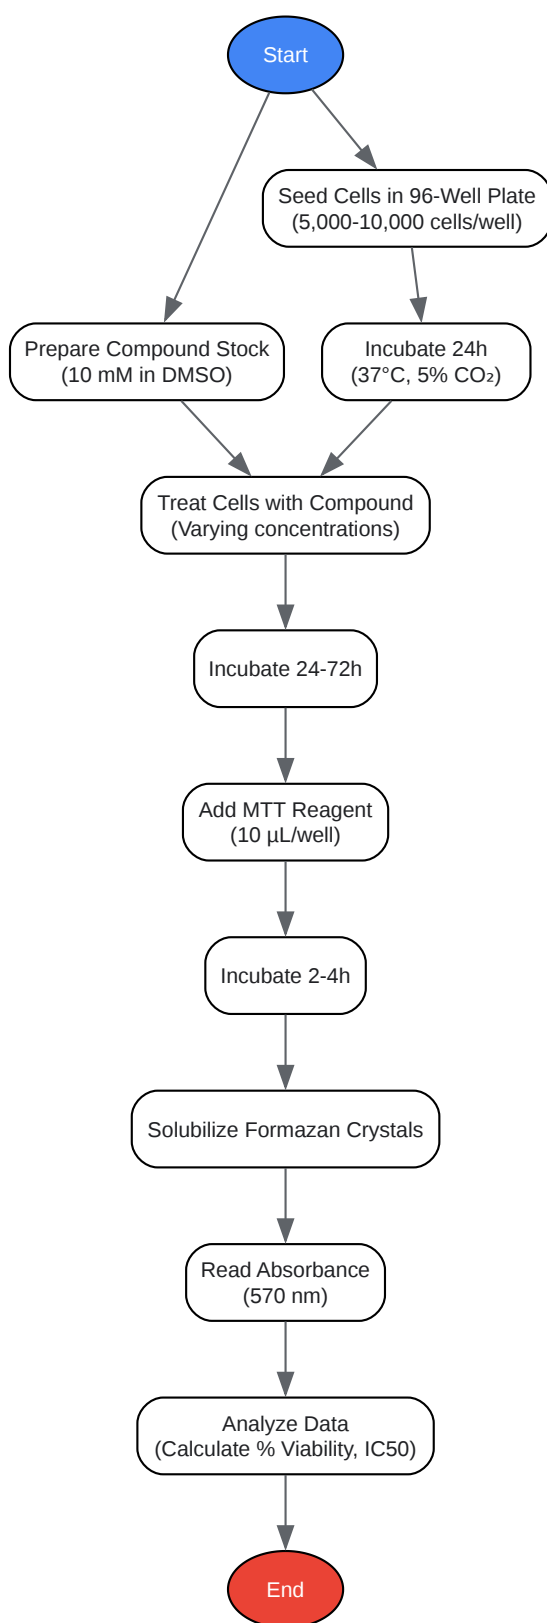 Start
Seed Cells in 96-Well Plate
(5,000-10,000 cells/well)
Prepare Compound Stock
(10 mM in DMSO)
Incubate 24h
(37°C, 5% CO₂)
Treat Cells with Compound
(Varying concentrations)
Incubate 24-72h
Add MTT Reagent
(10 µL/well)
Incubate 2-4h
Solubilize Formazan Crystals
Read Absorbance
(570 nm)
Analyze Data
(Calculate % Viability, IC50)
End